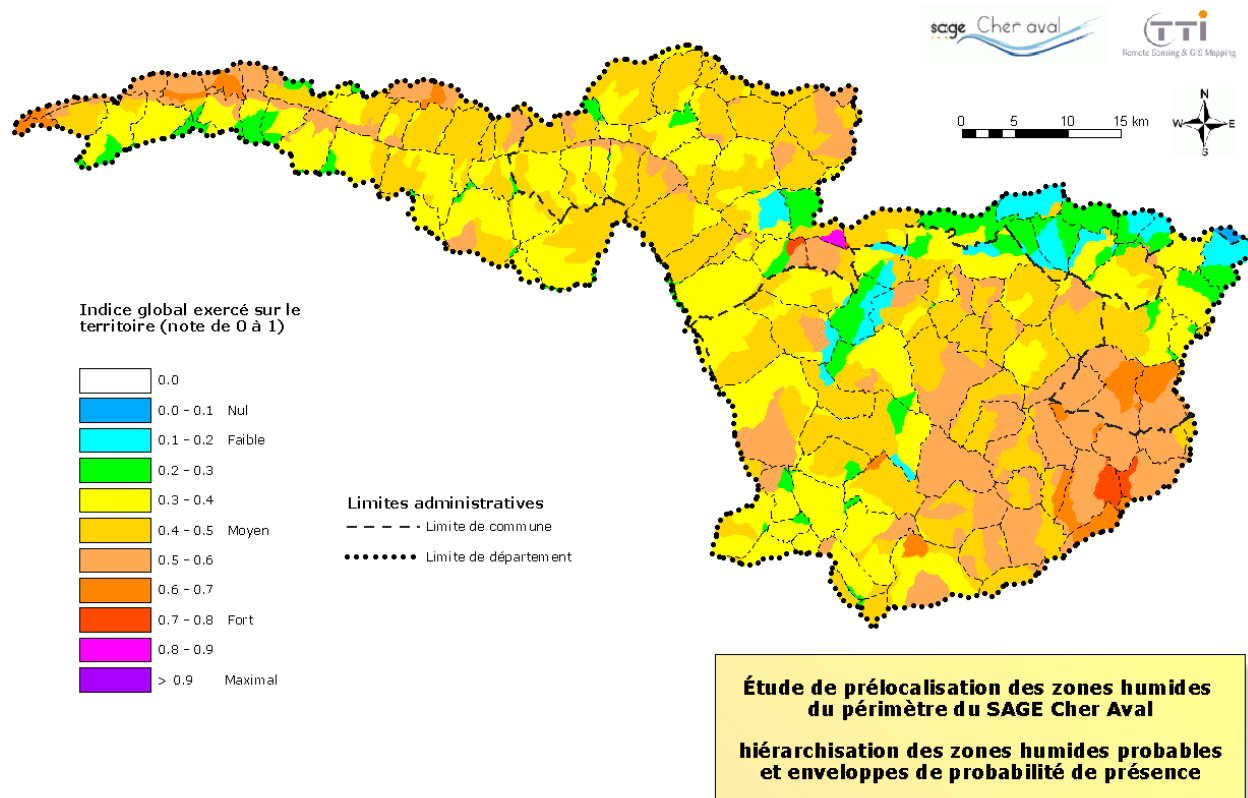 sage Cher aval
TTi
Remote Sensing & GIS Mapping
N
W E
S
0 5 10 15 km
Indice global exercé sur le
territoire (note de 0 à 1)
0.0
0.0 - 0.1 Nul
0.1 - 0.2 Faible
0.2 - 0.3
0.3 - 0.4
0.4 - 0.5 Moyen
0.5 - 0.6
0.6 - 0.7
0.7 - 0.8 Fort
0.8 - 0.9
> 0.9 Maximal
Limites administratives
Limite de commune
Limite de département
Étude de prélocalisation des zones humides
du périmètre du SAGE Cher Aval
hiérarchisation des zones humides probables
et enveloppes de probabilité de présence